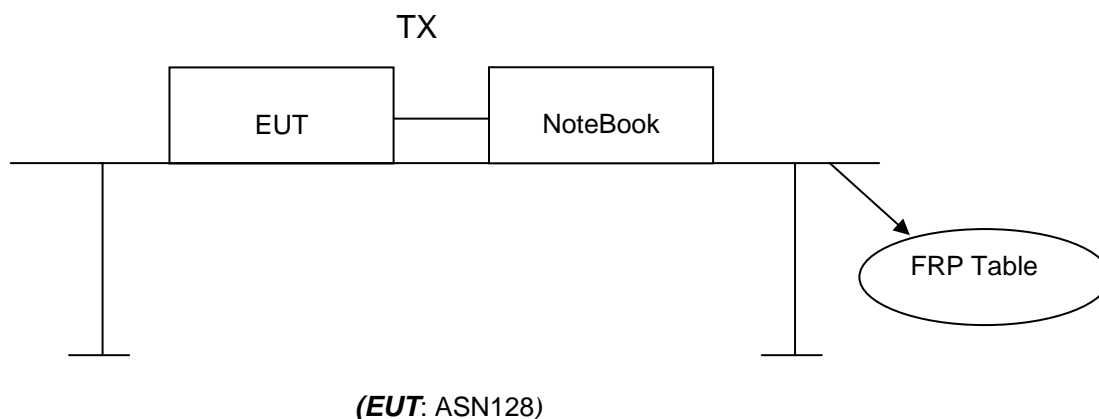 TX
EUT
NoteBook
FRP Table
(EUT: ASN128)